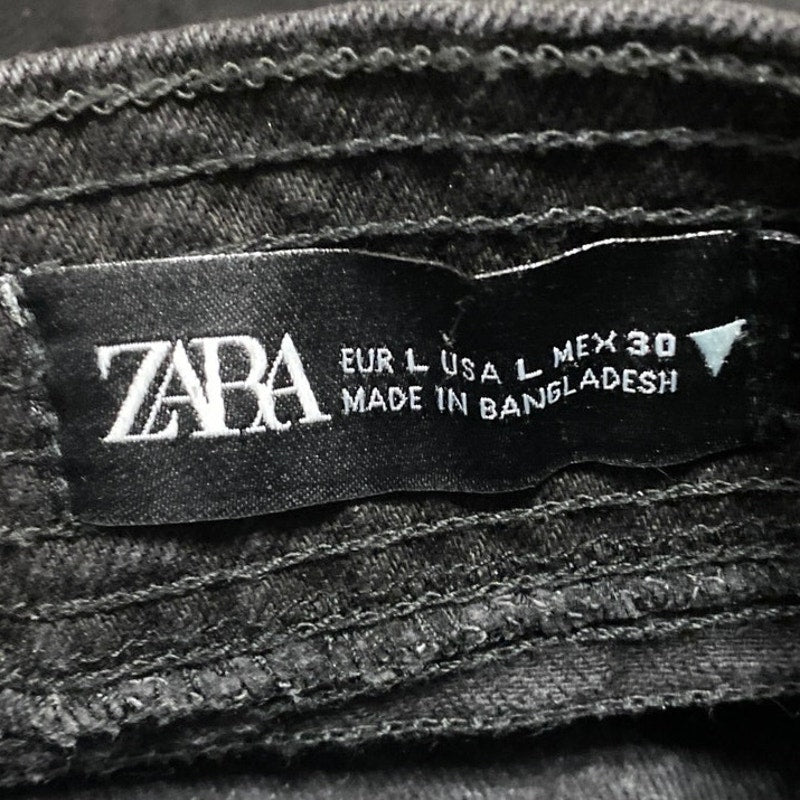 ZARA
EUR L USA L MEX 30
MADE IN BANGLADESH